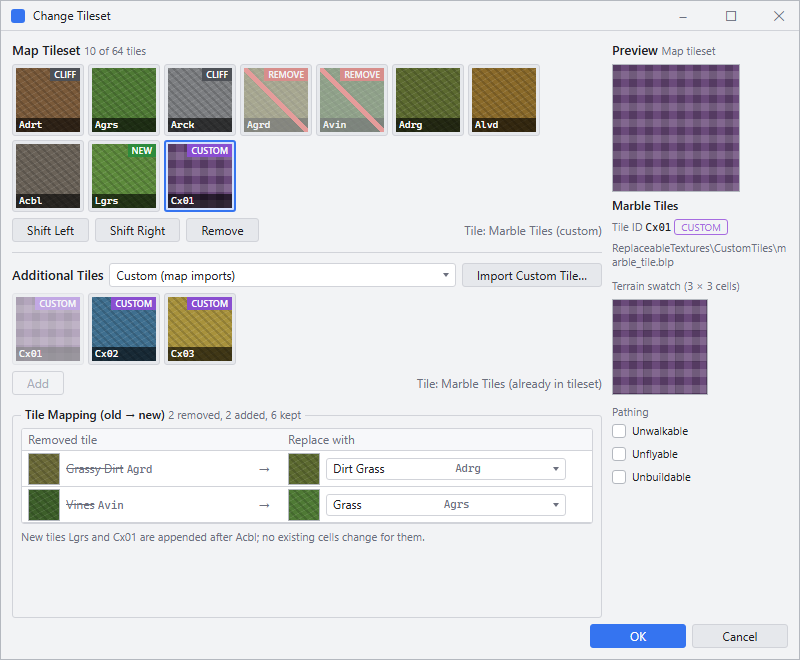 Change Tileset
Map Tileset 10 of 64 tiles
CLIFF
Adrt
Agrs
CLIFF
Arck
REMOVE
Agrd
REMOVE
Avin
Adrg
Alvd
Acbl
NEW
Lgrs
CUSTOM
Cx01
Shift Left
Shift Right
Remove
Tile: Marble Tiles (custom)
Additional Tiles
Custom (map imports)
Import Custom Tile...
CUSTOM
Cx01
CUSTOM
Cx02
CUSTOM
Cx03
Add
Tile: Marble Tiles (already in tileset)
Tile Mapping (old → new) 2 removed, 2 added, 6 kept
Removed tile
Replace with
Grassy Dirt Agrd → Dirt Grass Adrg
Vines Avin → Grass Agrs
New tiles Lgrs and Cx01 are appended after Acbl; no existing cells change for them.
Preview Map tileset
Marble Tiles
Tile ID Cx01 CUSTOM
ReplaceableTextures\CustomTiles\m
arble_tile.blp
Terrain swatch (3 × 3 cells)
Pathing
Unwalkable
Unflyable
Unbuildable
OK
Cancel